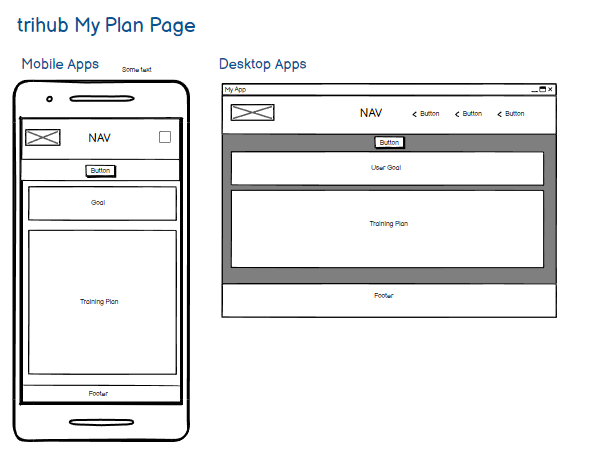 trihub My Plan Page
Mobile Apps
Some text
NAV
Button
Goal
Training Plan
Footer
Desktop Apps
My App
NAV
< Button
< Button
< Button
Button
User Goal
Training Plan
Footer